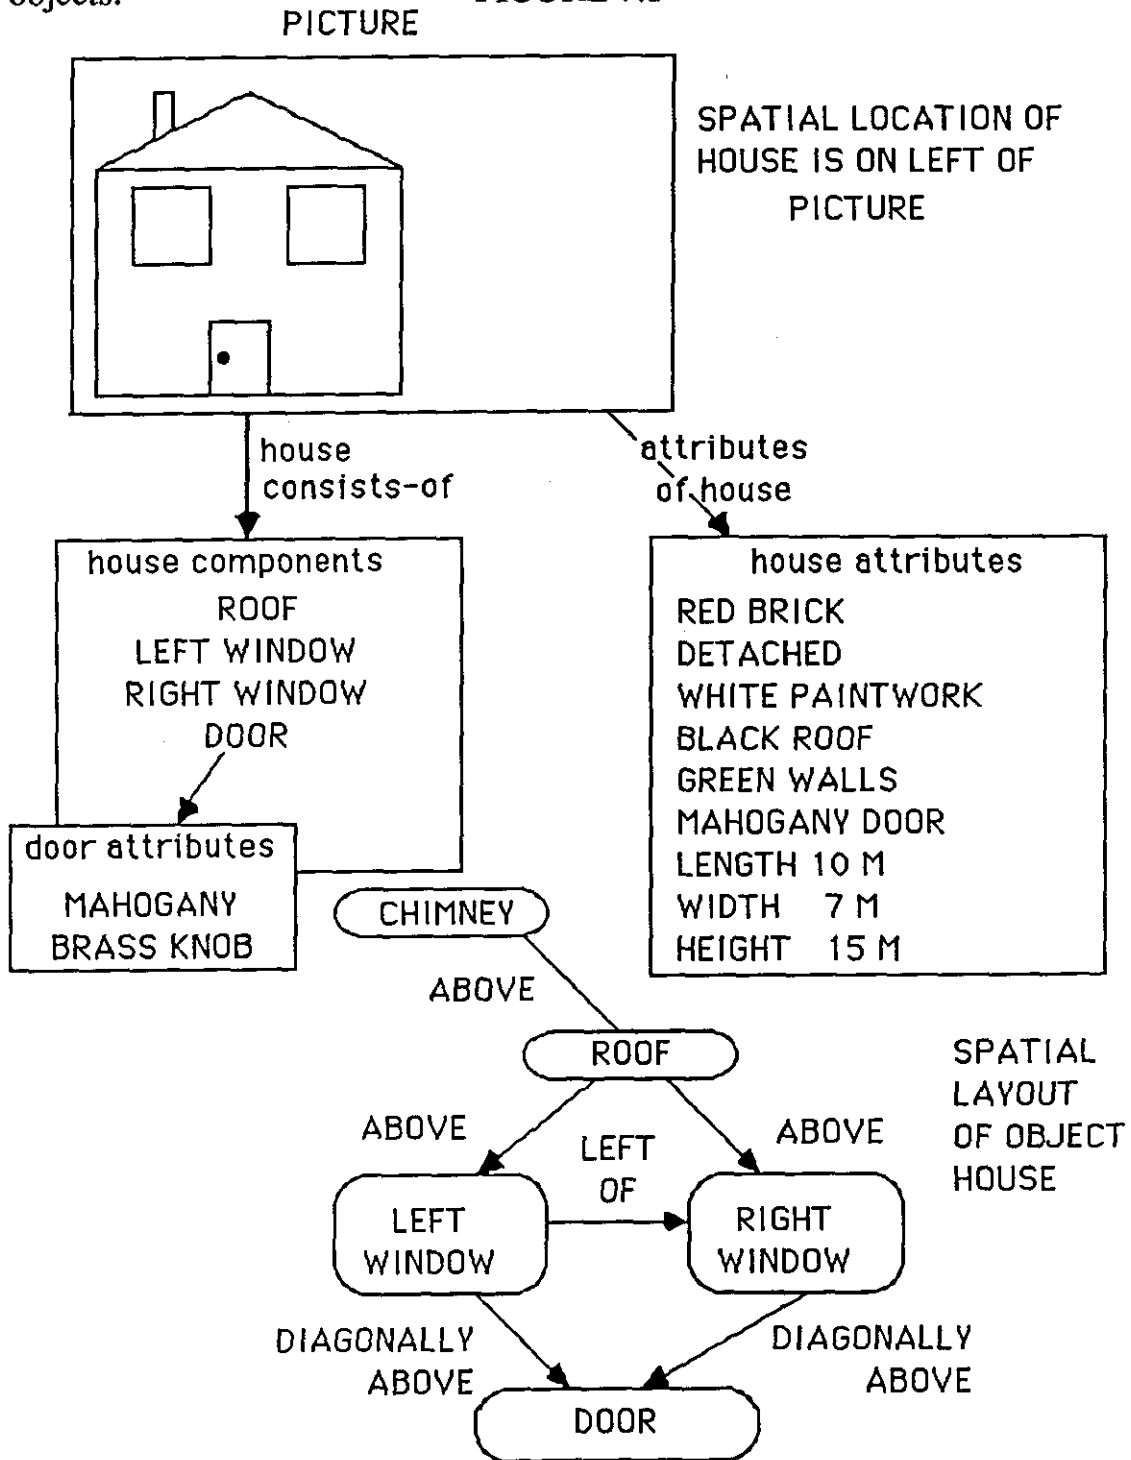 objects.
PICTURE
SPATIAL LOCATION OF
HOUSE IS ON LEFT OF
PICTURE
house
consists-of
attributes
of house
house components
ROOF
LEFT WINDOW
RIGHT WINDOW
DOOR
door attributes
MAHOGANY
BRASS KNOB
house attributes
RED BRICK
DETACHED
WHITE PAINTWORK
BLACK ROOF
GREEN WALLS
MAHOGANY DOOR
LENGTH 10 M
WIDTH 7 M
HEIGHT 15 M
CHIMNEY
ABOVE
ROOF
SPATIAL
LAYOUT
OF OBJECT
HOUSE
ABOVE
ABOVE
LEFT
OF
LEFT
WINDOW
RIGHT
WINDOW
DIAGONALLY
ABOVE
DIAGONALLY
ABOVE
DOOR